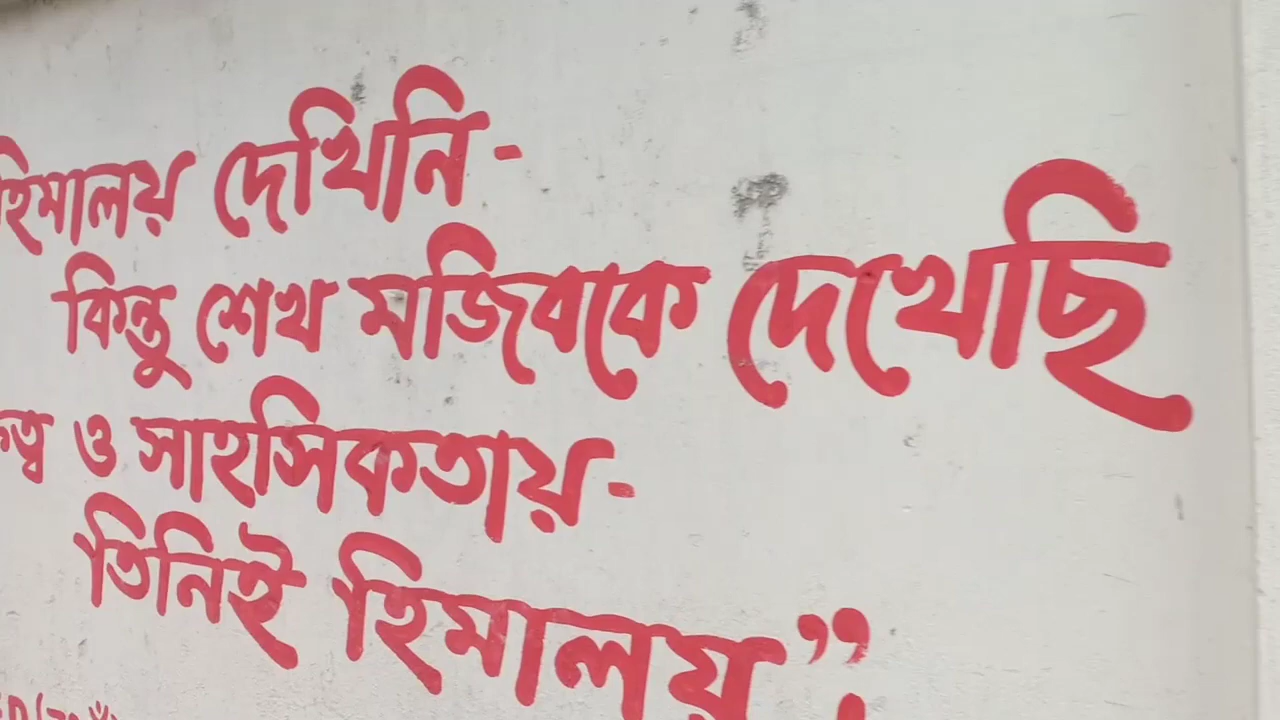 হিমালয় দেখিনি -
কিন্তু শেখ মুজিবকে দেখেছি
ও সাহসিকতায় -
তিনিই হিমালয়”